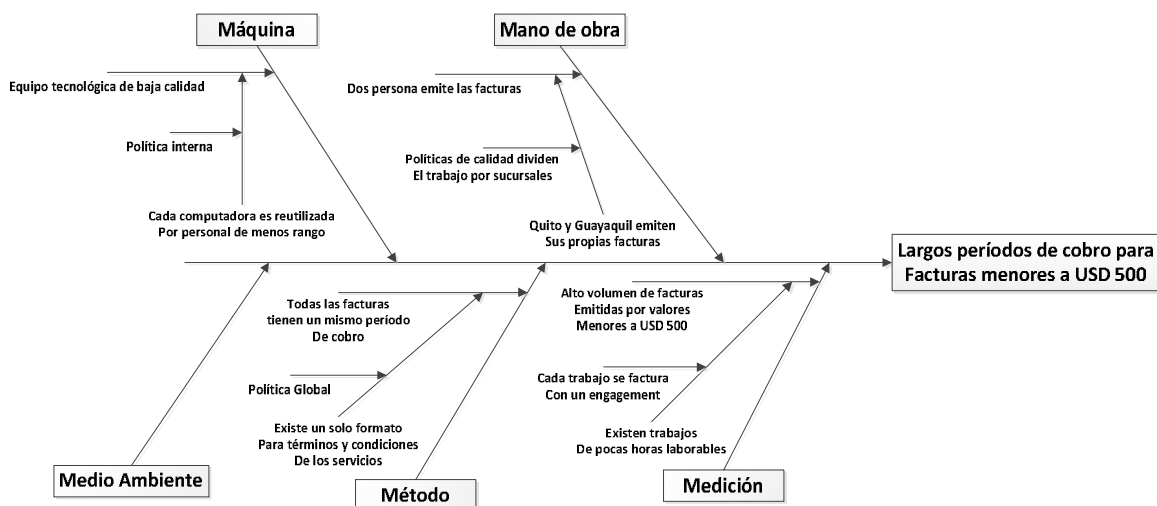 Máquina
Mano de obra
Equipo tecnológica de baja calidad
Dos persona emite las facturas
Política interna
Políticas de calidad dividen
El trabajo por sucursales
Cada computadora es reutilizada
Por personal de menos rango
Quito y Guayaquil emiten
Sus propias facturas
Largos períodos de cobro para
Facturas menores a USD 500
Todas las facturas
tienen un mismo período
De cobro
Alto volumen de facturas
Emitidas por valores
Menores a USD 500
Política Global
Cada trabajo se factura
Con un engagement
Existe un solo formato
Para términos y condiciones
De los servicios
Existen trabajos
De pocas horas laborables
Medio Ambiente
Método
Medición